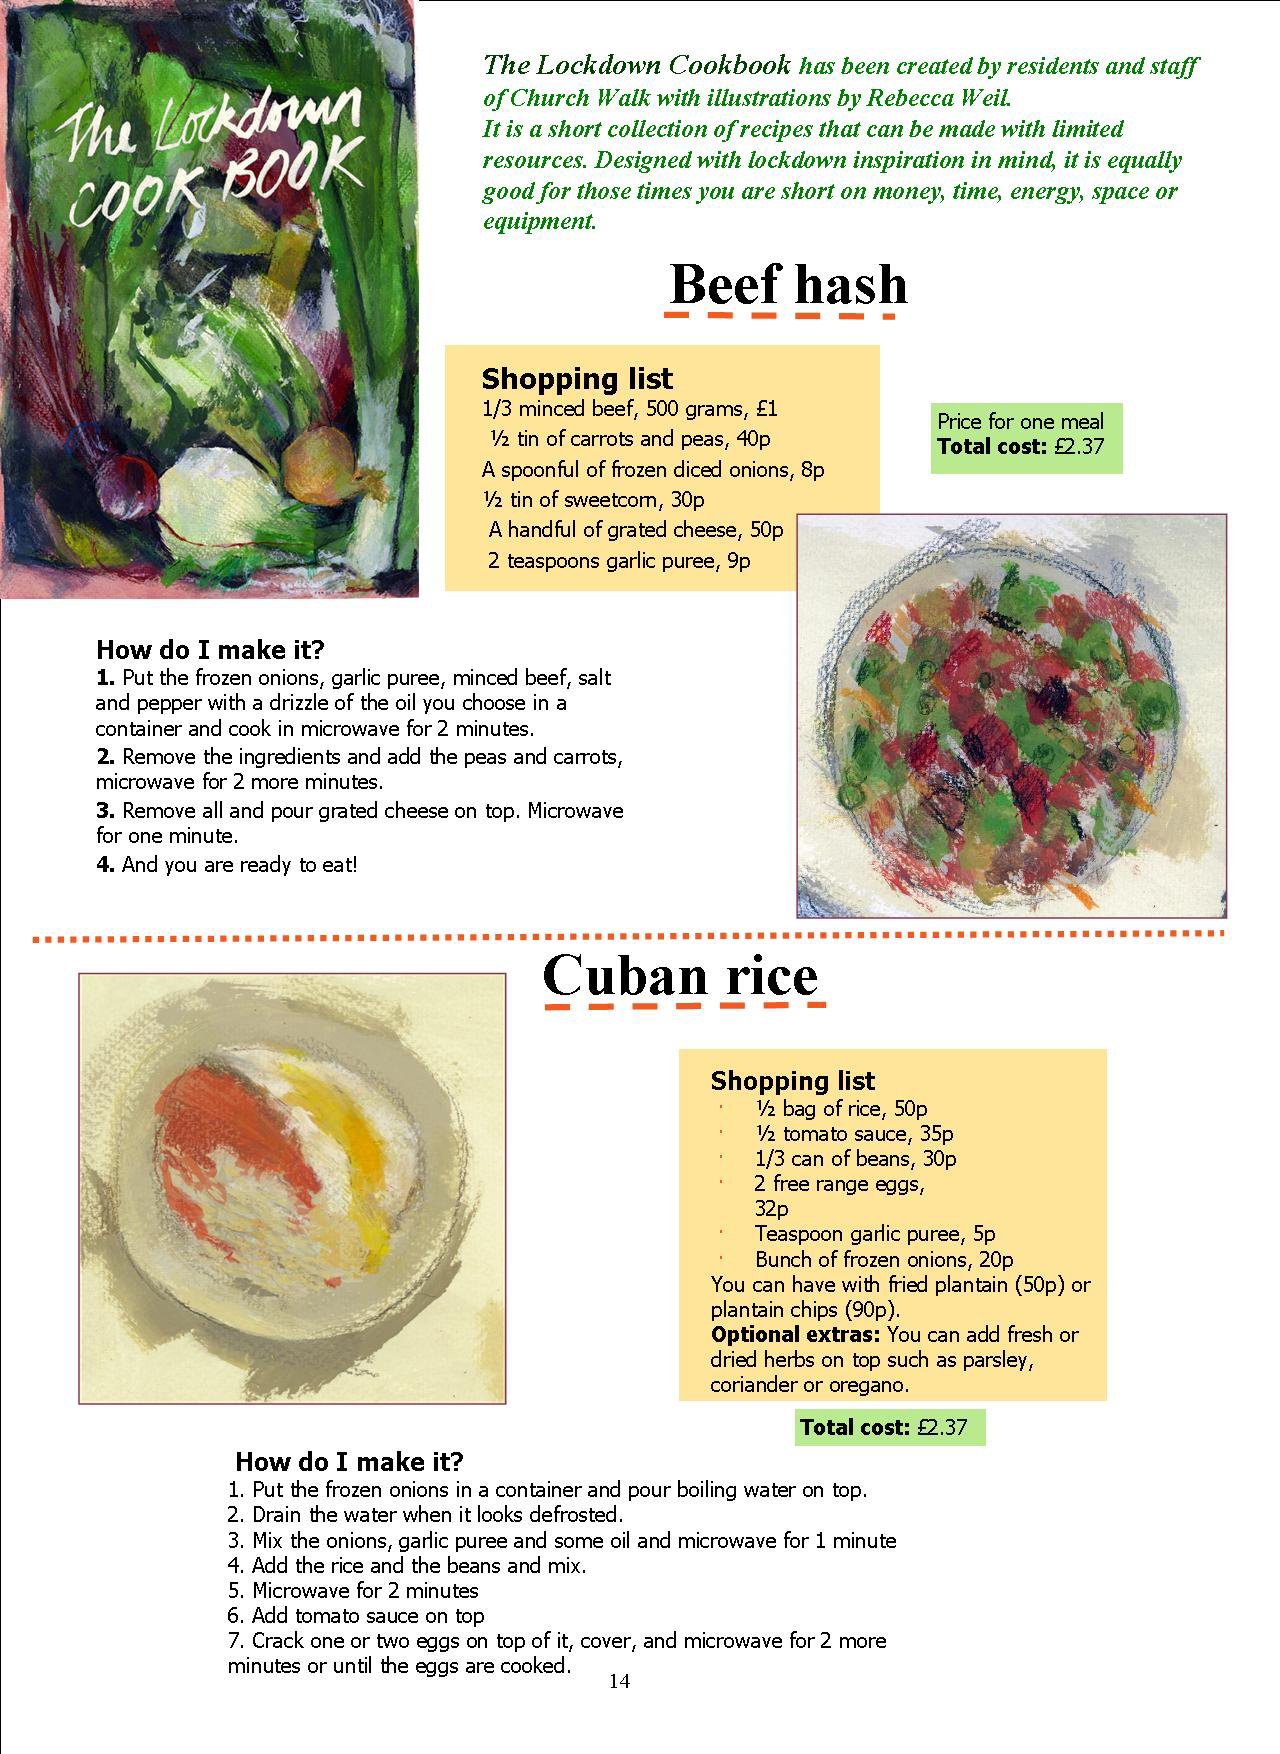 The Lockdown
COOK BOOK
The Lockdown Cookbook has been created by residents and staff
of Church Walk with illustrations by Rebecca Weil.
It is a short collection of recipes that can be made with limited
resources. Designed with lockdown inspiration in mind, it is equally
good for those times you are short on money, time, energy, space or
equipment.
Beef hash
Shopping list
1/3 minced beef, 500 grams, £1
½ tin of carrots and peas, 40p
A spoonful of frozen diced onions, 8p
½ tin of sweetcorn, 30p
A handful of grated cheese, 50p
2 teaspoons garlic puree, 9p
Price for one meal
Total cost: £2.37
How do I make it?
1. Put the frozen onions, garlic puree, minced beef, salt
and pepper with a drizzle of the oil you choose in a
container and cook in microwave for 2 minutes.
2. Remove the ingredients and add the peas and carrots,
microwave for 2 more minutes.
3. Remove all and pour grated cheese on top. Microwave
for one minute.
4. And you are ready to eat!
Cuban rice
Shopping list
· ½ bag of rice, 50p
· ½ tomato sauce, 35p
· 1/3 can of beans, 30p
· 2 free range eggs,
32p
· Teaspoon garlic puree, 5p
· Bunch of frozen onions, 20p
You can have with fried plantain (50p) or
plantain chips (90p).
Optional extras: You can add fresh or
dried herbs on top such as parsley,
coriander or oregano.
Total cost: £2.37
How do I make it?
1. Put the frozen onions in a container and pour boiling water on top.
2. Drain the water when it looks defrosted.
3. Mix the onions, garlic puree and some oil and microwave for 1 minute
4. Add the rice and the beans and mix.
5. Microwave for 2 minutes
6. Add tomato sauce on top
7. Crack one or two eggs on top of it, cover, and microwave for 2 more
minutes or until the eggs are cooked.
14